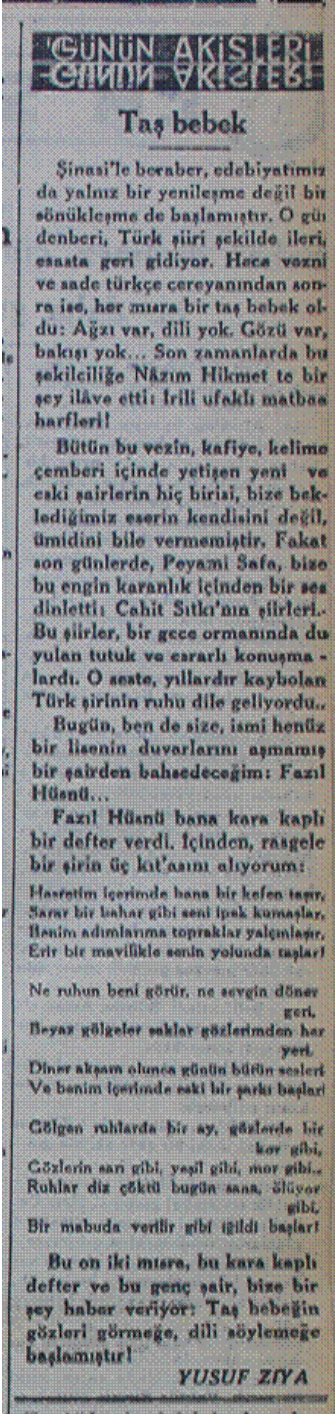 GÜNÜN AKİSLERİ
Taş bebek
Şinasi'le beraber, edebiyatımız
da yalnız bir yenileşme değil bir
sönükleşme de başlamıştır. O gün
denberi, Türk şiiri şekilde ileri,
esasta geri gidiyor. Hece vezni
ve sade türkçe cereyanından son-
ra ise, her mısra bir taş bebek ol-
du: Ağzı var, dili yok. Gözü var,
bakışı yok... Son zamanlarda bu
şekilciliğe Nâzım Hikmet te bir
şey ilâve etti: İrili ufaklı matbaa
harfleri!
Bütün bu vezin, kafiye, kelime
çemberi içinde yetişen yeni ve
eski şairlerin hiç birisi, bize bek-
lediğimiz eserin kendisini değil,
ümidini bile vermemiştir. Fakat
son günlerde, Peyami Safa, bize
bu engin karanlık içinden bir ses
dinletti: Cahit Sıtkı'nın şiirleri..
Bu şiirler, bir gece ormanında du
yulan tutuk ve esrarlı konuşma -
lardı. O seste, yıllardır kaybolan
Türk şirinin ruhu dile geliyordu..
Bugün, ben de size, ismi henüz
bir lisenin duvarlarını aşmamış
bir şairden bahsedeceğim: Fazıl
Hüsnü...
Fazıl Hüsnü bana kara kaplı
bir defter verdi. İçinden, rasgele
bir şirin üç kıt'asını alıyorum:
Hasretim içerimde bana bir kefen taşır,
Sarar bir bahar gibi seni ipek kumaşlar,
Benim adımlarıma topraklar yalçınlaşır,
Erir bir mavilikle senin yolunda taşlar!
Ne ruhun beni görür, ne sevgin döner
geri,
Beyaz gölgeler saklar gözlerimden her
yeri.
Diner akşam olunca günün bütün sesleri
Ve benim içerimde eski bir şarkı başlar!
Gölgen ruhlarda bir ay, gözlerde bir
kor gibi,
Gözlerin sarı gibi, yeşil gibi, mor gibi..
Ruhlar diz çöktü bugün sana, ölüyor
gibi,
Bir mabuda verilir gibi iğildi başlar!
Bu on iki mısra, bu kara kaplı
defter ve bu genç şair, bize bir
şey haber veriyor: Taş bebeğin
gözleri görmeğe, dili söylemeğe
başlamıştır!
YUSUF ZIYA